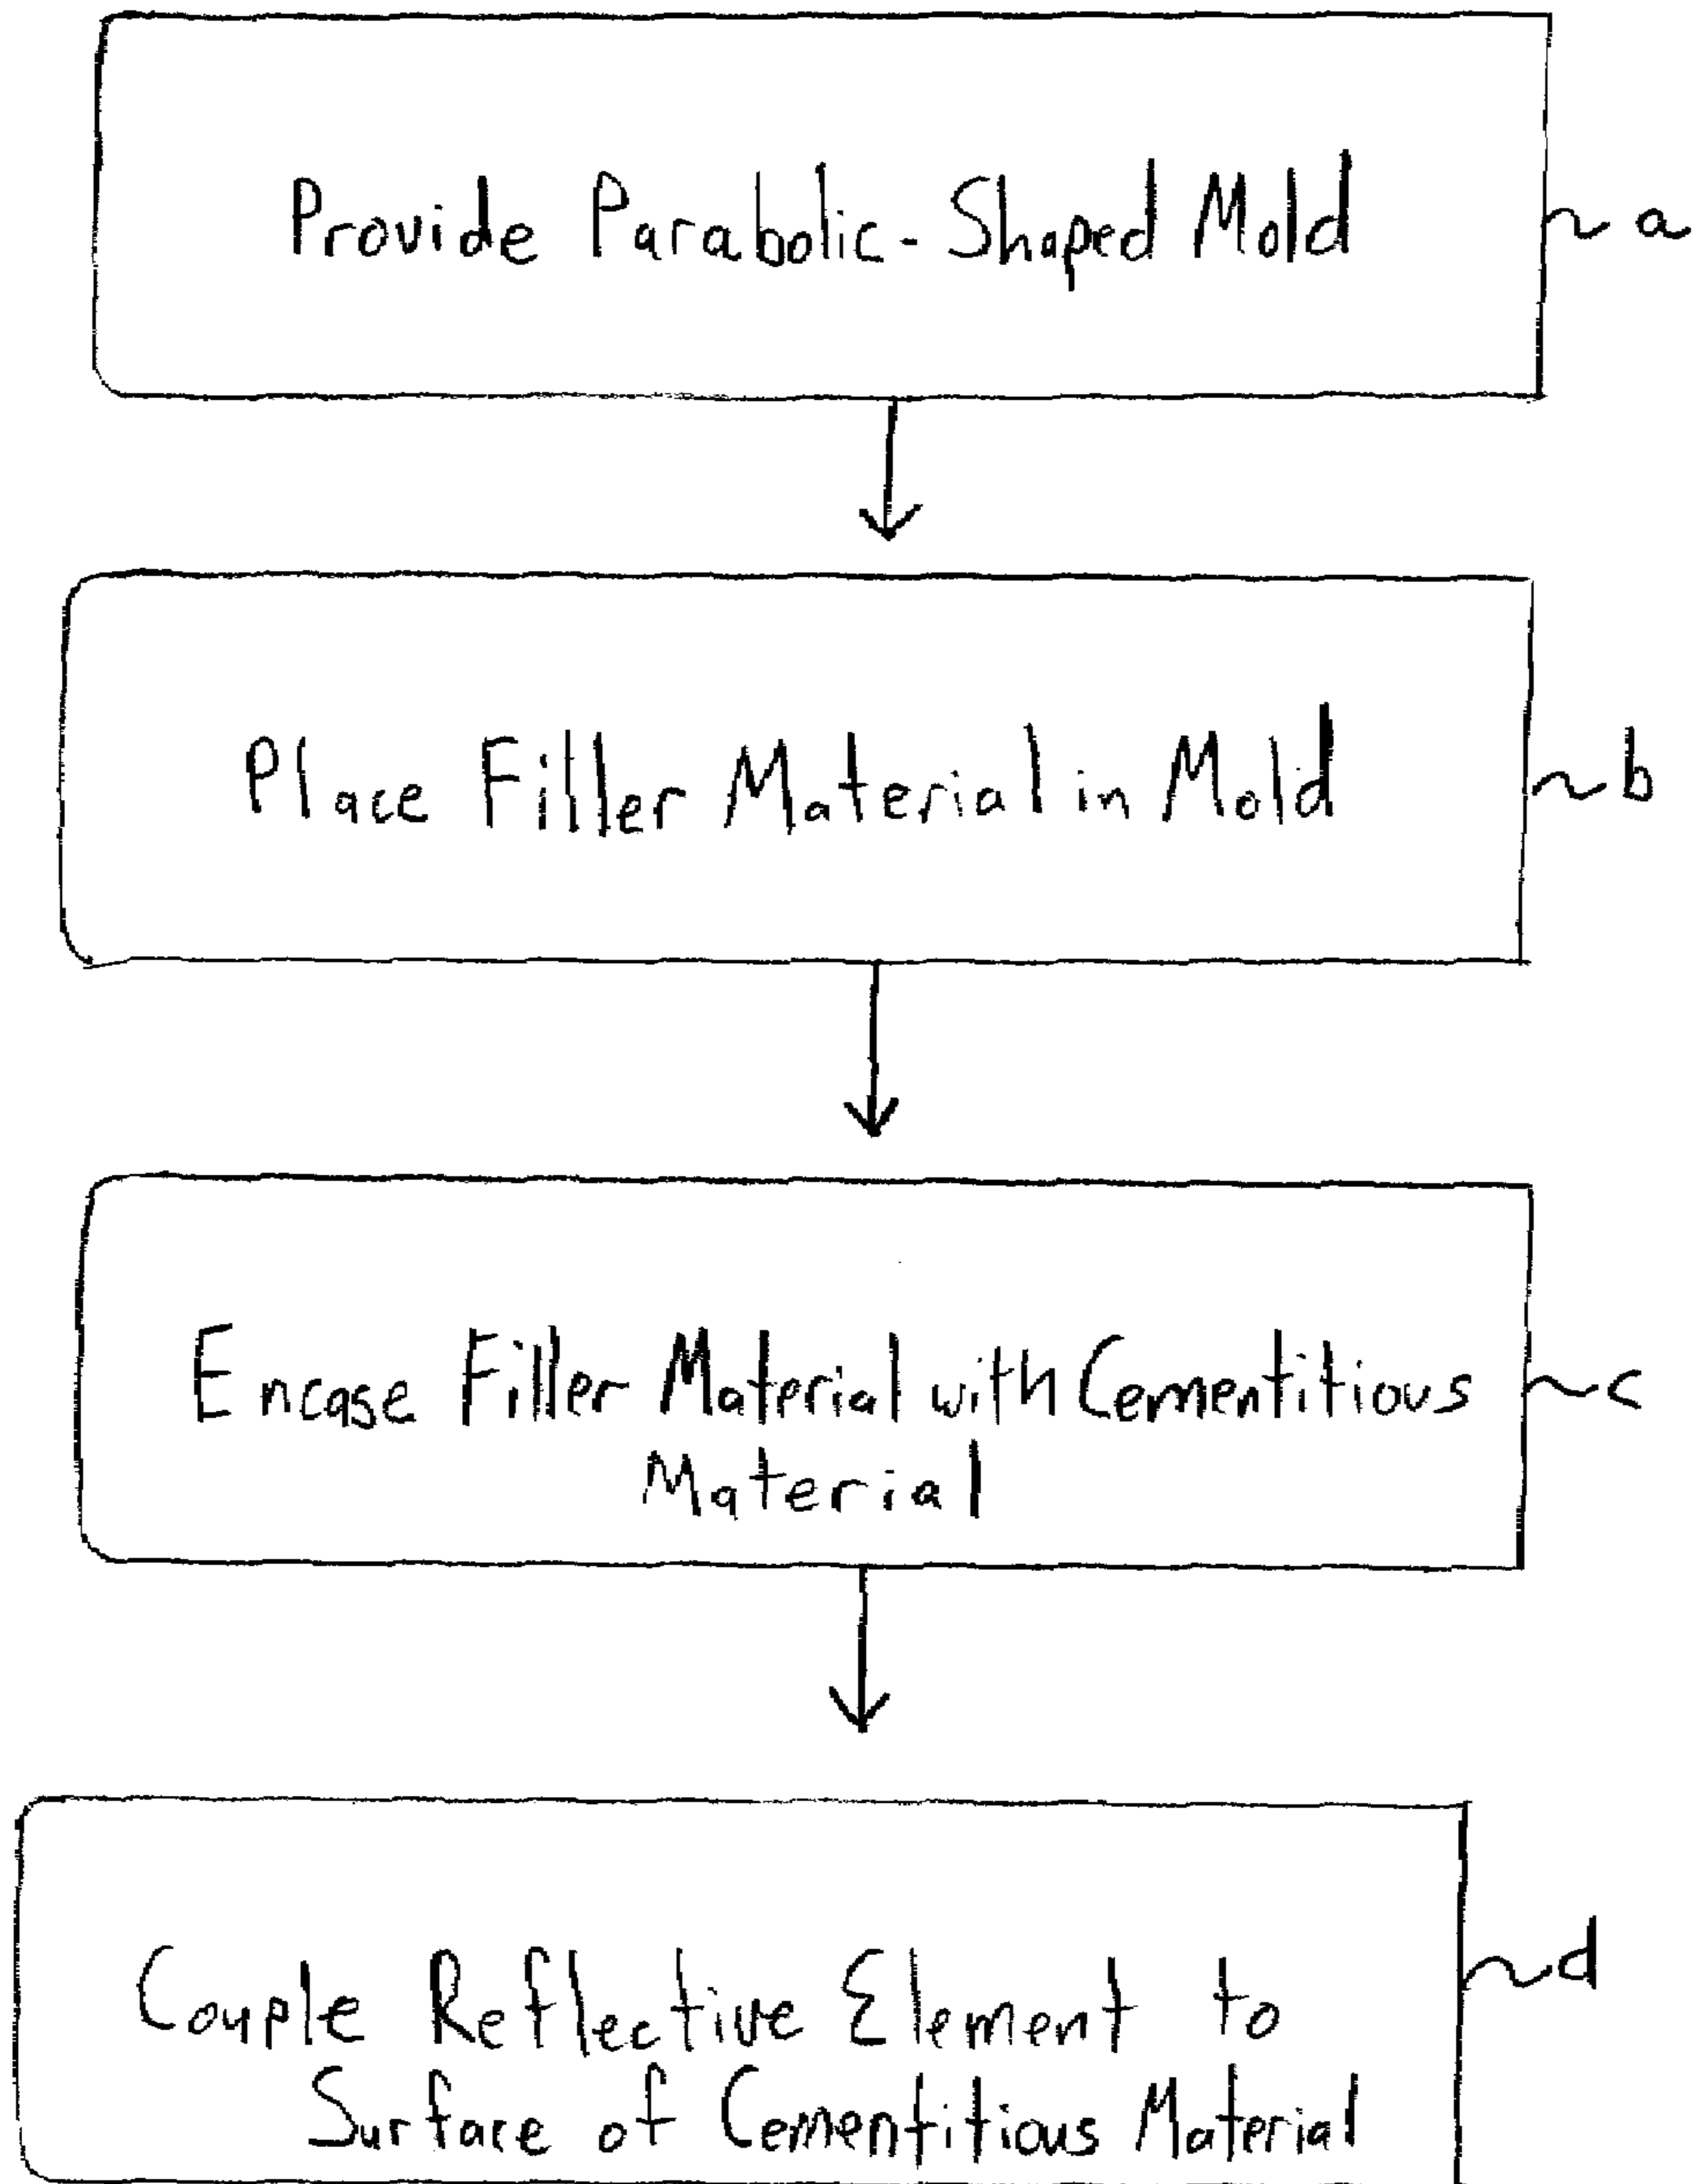 Provide Parabolic-Shaped Mold
a
Place Filler Material in Mold
b
Encase Filler Material with Cementitious
Material
c
Couple Reflective Element to
Surface of Cementitious Material
d